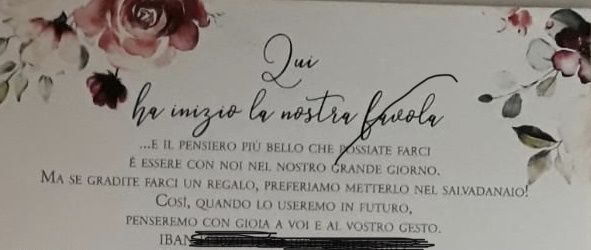 Qui
ha inizio la nostra favola
...E IL PENSIERO PIÙ BELLO CHE POSSIATE FARCI
È ESSERE CON NOI NEL NOSTRO GRANDE GIORNO.
MA SE GRADITE FARCI UN REGALO, PREFERIAMO METTERLO NEL SALVADANAIO!
COSÌ, QUANDO LO USEREMO IN FUTURO,
PENSEREMO CON GIOIA A VOI E AL VOSTRO GESTO.
IBAN